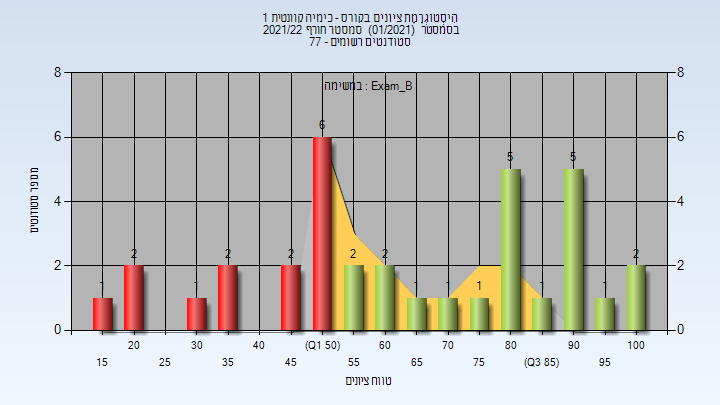 היסטוגרמת ציונים בקורס - כימיה קוונטית 1
בסמסטר (01/2021) סמסטר חורף 2021/22
סטודנטים רשומים - 77
במשימה : Exam_B
מספר סטודנטים
8 8
6 6
4 4
2 2
0 0
1 2 1 2 2 6 2 2 1 1 1 5 1 5 1 2
20 30 40 (Q1 50) 60 70 80 90 100
15 25 35 45 55 65 75 (Q3 85) 95
טווח ציונים